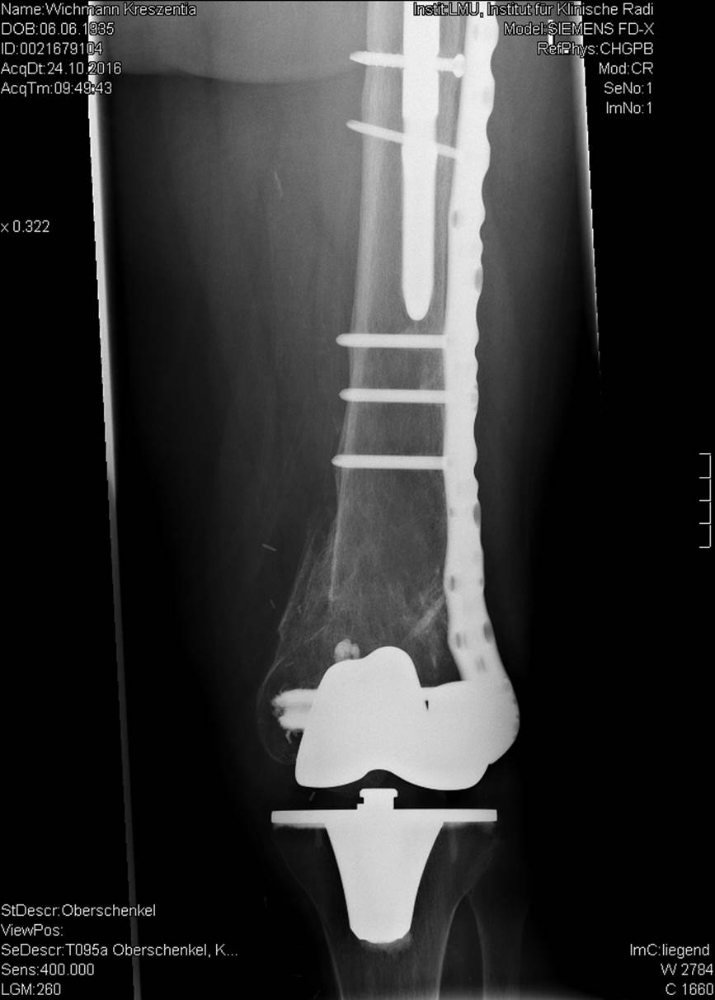 Name:Wichmann Kreszentia
DOB:06.06.1935
ID:0021679104
AcqDt:24.10.2016
AcqTm:09:49:43
Instit:LMU, Institut für Klinische Radi
Model:SIEMENS FD-X
RefPhys:CHGPB
Mod:CR
SeNo:1
ImNo:1
x 0.322
StDescr:Oberschenkel
ViewPos:
SeDescr:T095a Oberschenkel, K...
Sens:400.000
LGM:260
ImC:liegend
W 2784
C 1660